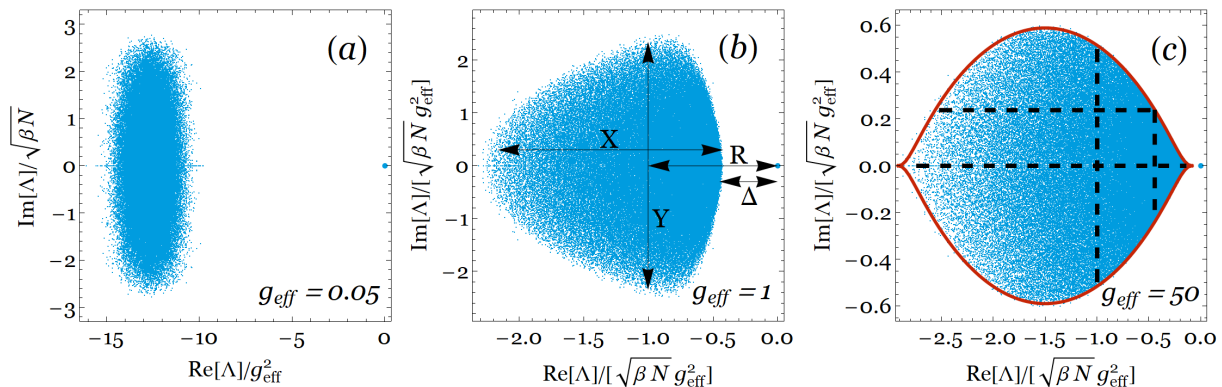 (a)
Im[Λ]/√βN
3
2
1
0
−1
−2
−3
g_eff = 0.05
−15 −10 −5 0
Re[Λ]/g²_eff
(b)
Im[Λ]/[√βN g²_eff]
2
1
0
−1
−2
X
R
Δ
Y
g_eff = 1
−2.0 −1.5 −1.0 −0.5 0.0
Re[Λ]/[√βN g²_eff]
(c)
Im[Λ]/[√βN g²_eff]
0.6
0.4
0.2
0.0
−0.2
−0.4
−0.6
g_eff = 50
−2.5 −2.0 −1.5 −1.0 −0.5 0.0
Re[Λ]/[√βN g²_eff]